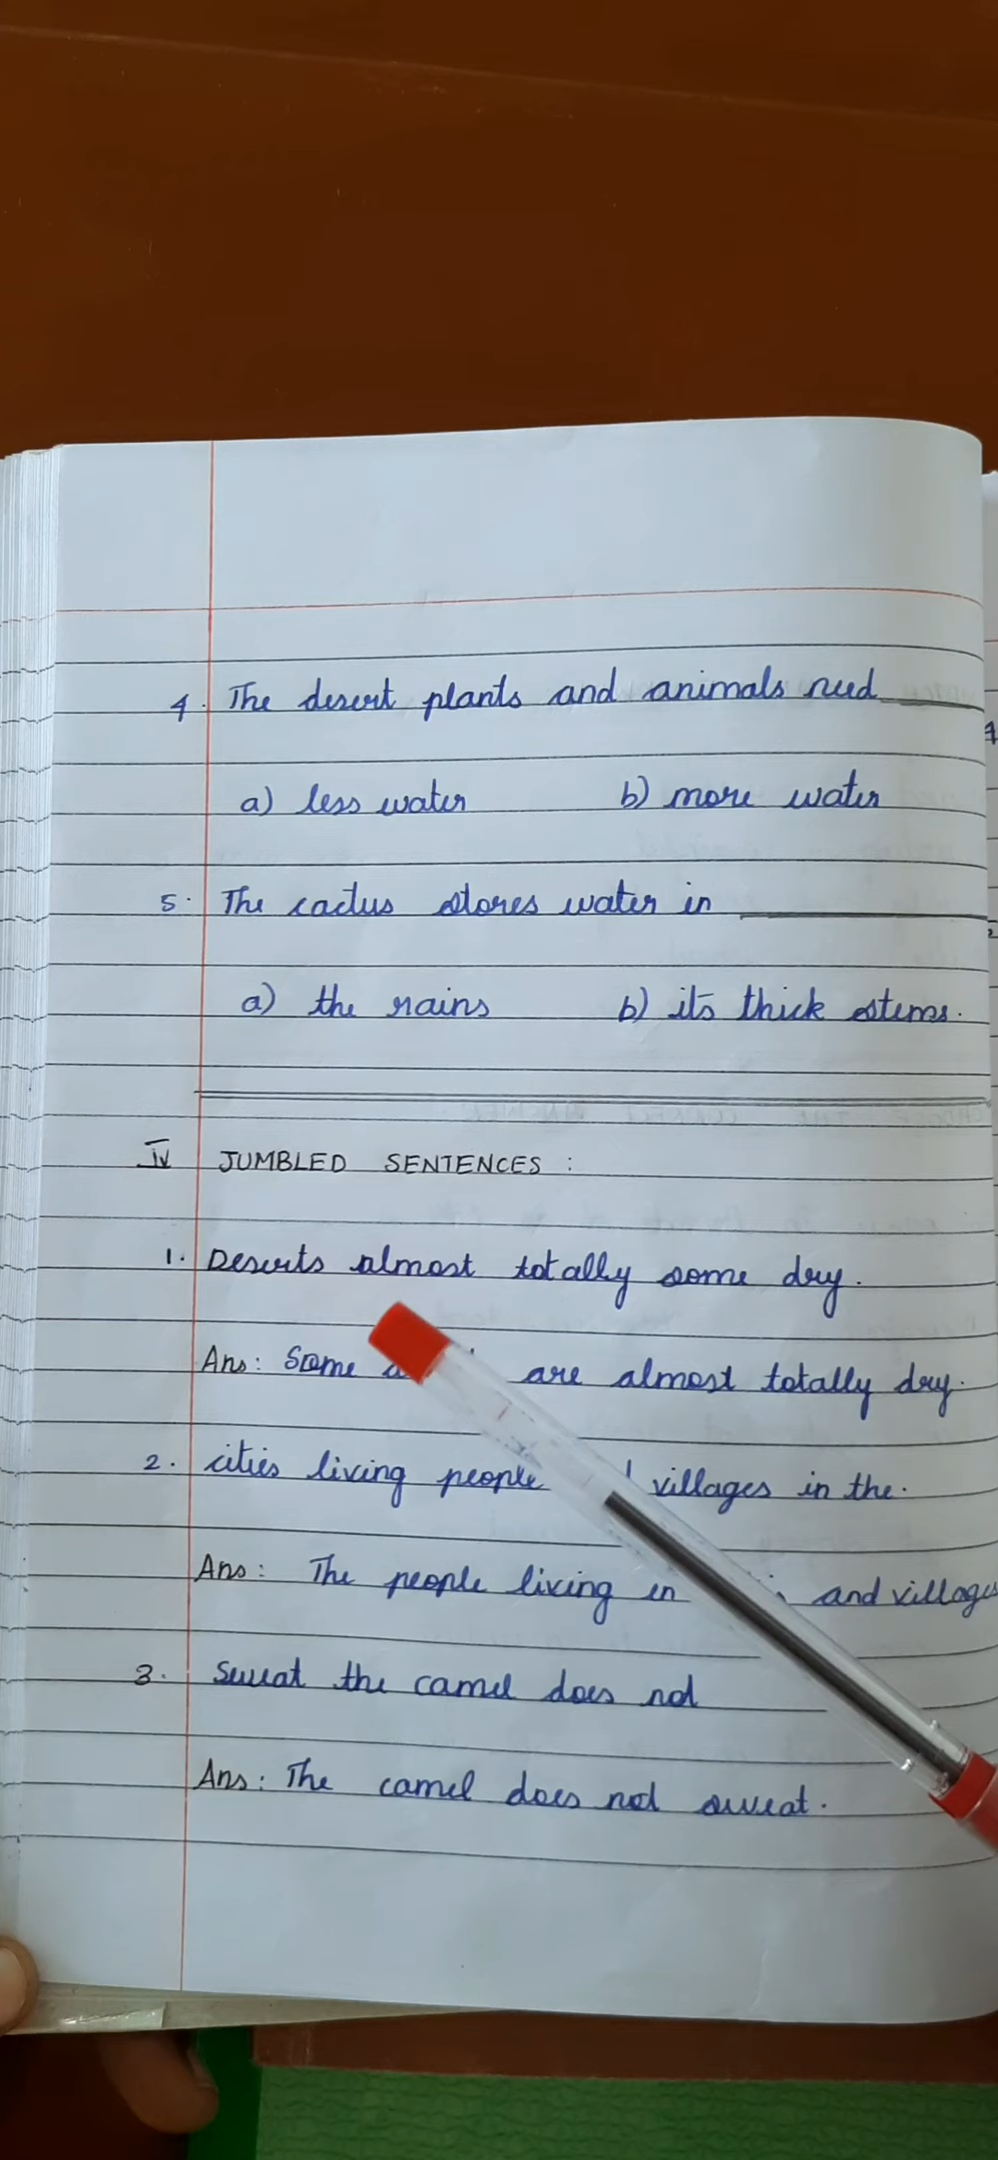 4. The desert plants and animals need
a) less water b) more water
5. The cactus stores water in
a) the rains b) its thick stems.
IV JUMBLED SENTENCES :
1. Deserts almost totally some dry.
Ans: Some are almost totally dry.
2. cities living people villages in the.
Ans: The people living in and villages
3. Sweat the camel does not
Ans: The camel does not sweat.